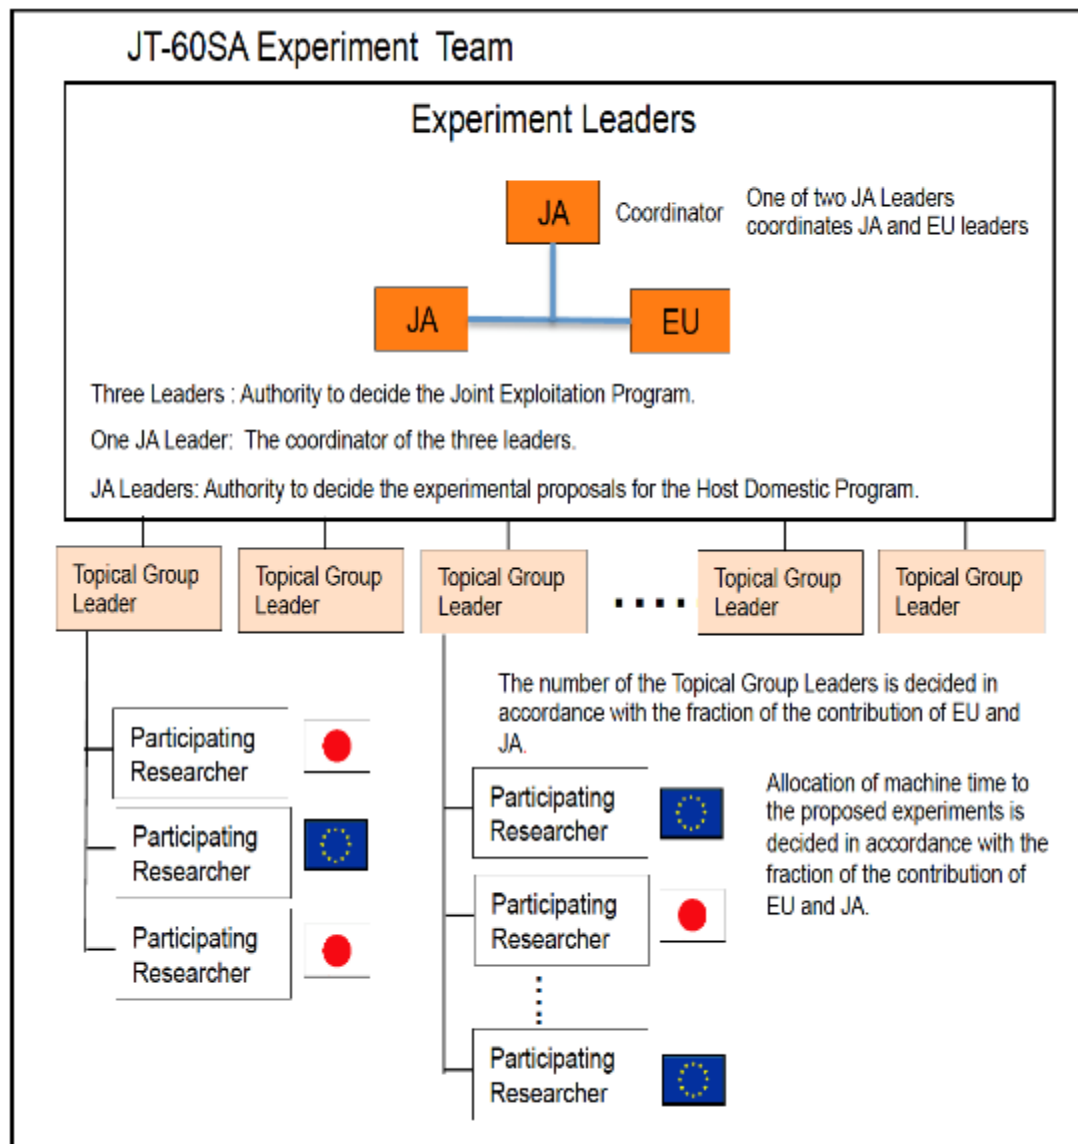 JT-60SA Experiment Team
Experiment Leaders
JA
Coordinator
One of two JA Leaders
coordinates JA and EU leaders
JA
EU
Three Leaders : Authority to decide the Joint Exploitation Program.
One JA Leader: The coordinator of the three leaders.
JA Leaders: Authority to decide the experimental proposals for the Host Domestic Program.
Topical Group
Leader
Topical Group
Leader
Topical Group
Leader
.....
Topical Group
Leader
Topical Group
Leader
The number of the Topical Group Leaders is decided in
accordance with the fraction of the contribution of EU and
JA.
Participating
Researcher
Participating
Researcher
Participating
Researcher
Participating
Researcher
Participating
Researcher
Participating
Researcher
Allocation of machine time to
the proposed experiments is
decided in accordance with the
fraction of the contribution of
EU and JA.